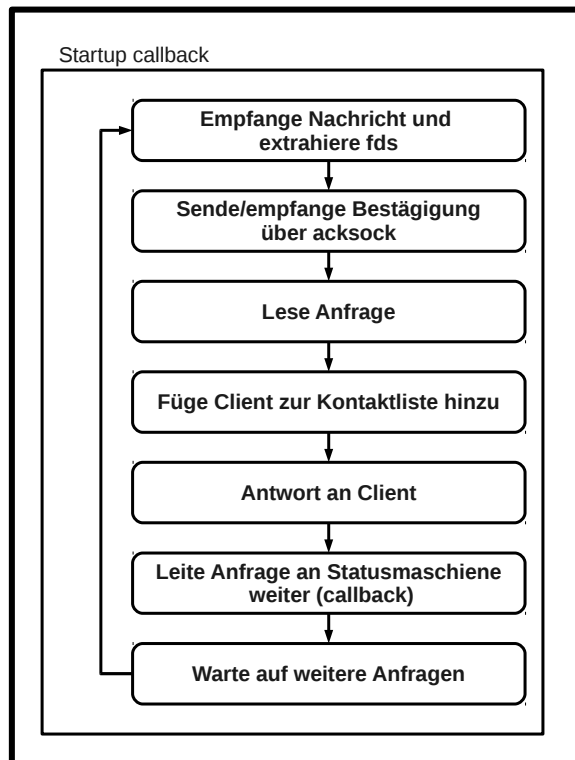 Startup callback
Empfange Nachricht und
extrahiere fds
Sende/empfange Bestägigung
über acksock
Lese Anfrage
Füge Client zur Kontaktliste hinzu
Antwort an Client
Leite Anfrage an Statusmaschiene
weiter (callback)
Warte auf weitere Anfragen